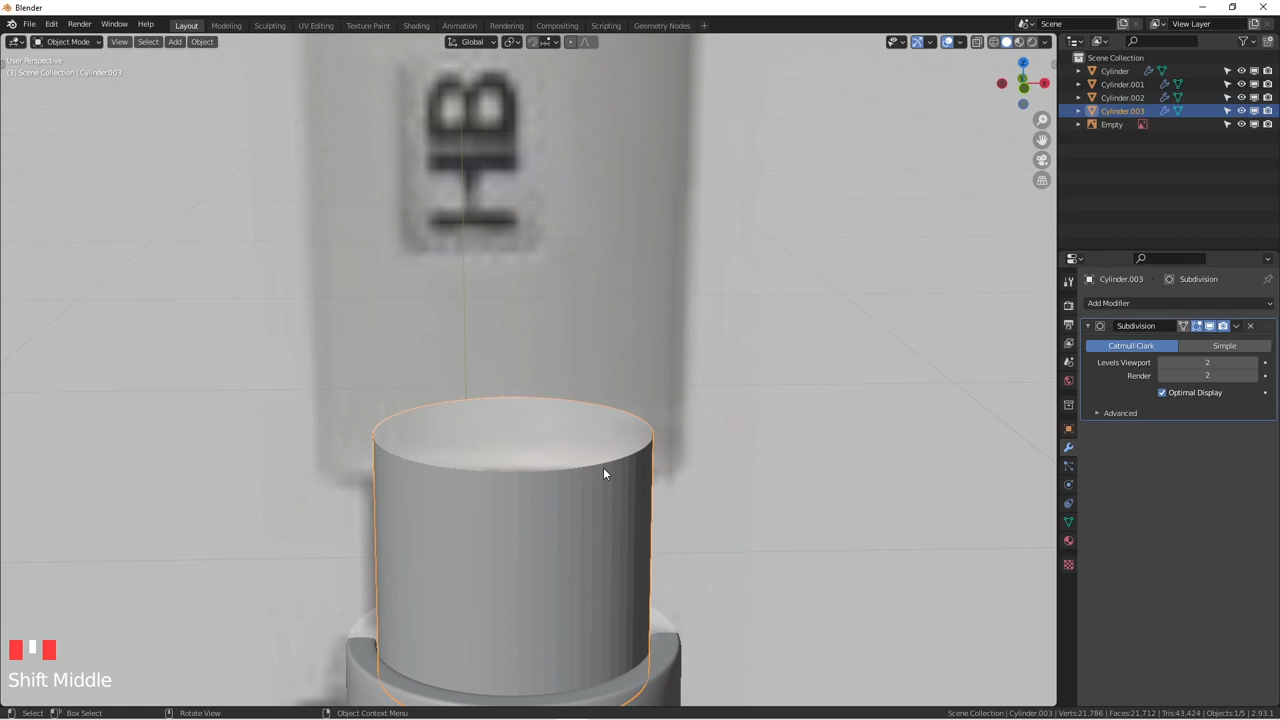 Blender
File Edit Render Window Help Layout Modeling Sculpting UV Editing Texture Paint Shading Animation Rendering Compositing Scripting Geometry Nodes + Scene View Layer
Object Mode View Select Add Object Global
User Perspective
(3) Scene Collection | Cylinder003
HB
Z
X
Scene Collection
Cylinder
Cylinder.001
Cylinder.002
Cylinder.003
Empty
Cylinder.003 > Subdivision
Add Modifier
Subdivision
Catmull-Clark Simple
Levels Viewport 2
Render 2
Optimal Display
Advanced
Shift Middle
Select Box Select Rotate View Object Context Menu Scene Collection | Cylinder.003 | Verts:21,786 | Faces:21,712 | Tris:43,424 | Objects:1/5 | 2.93.1